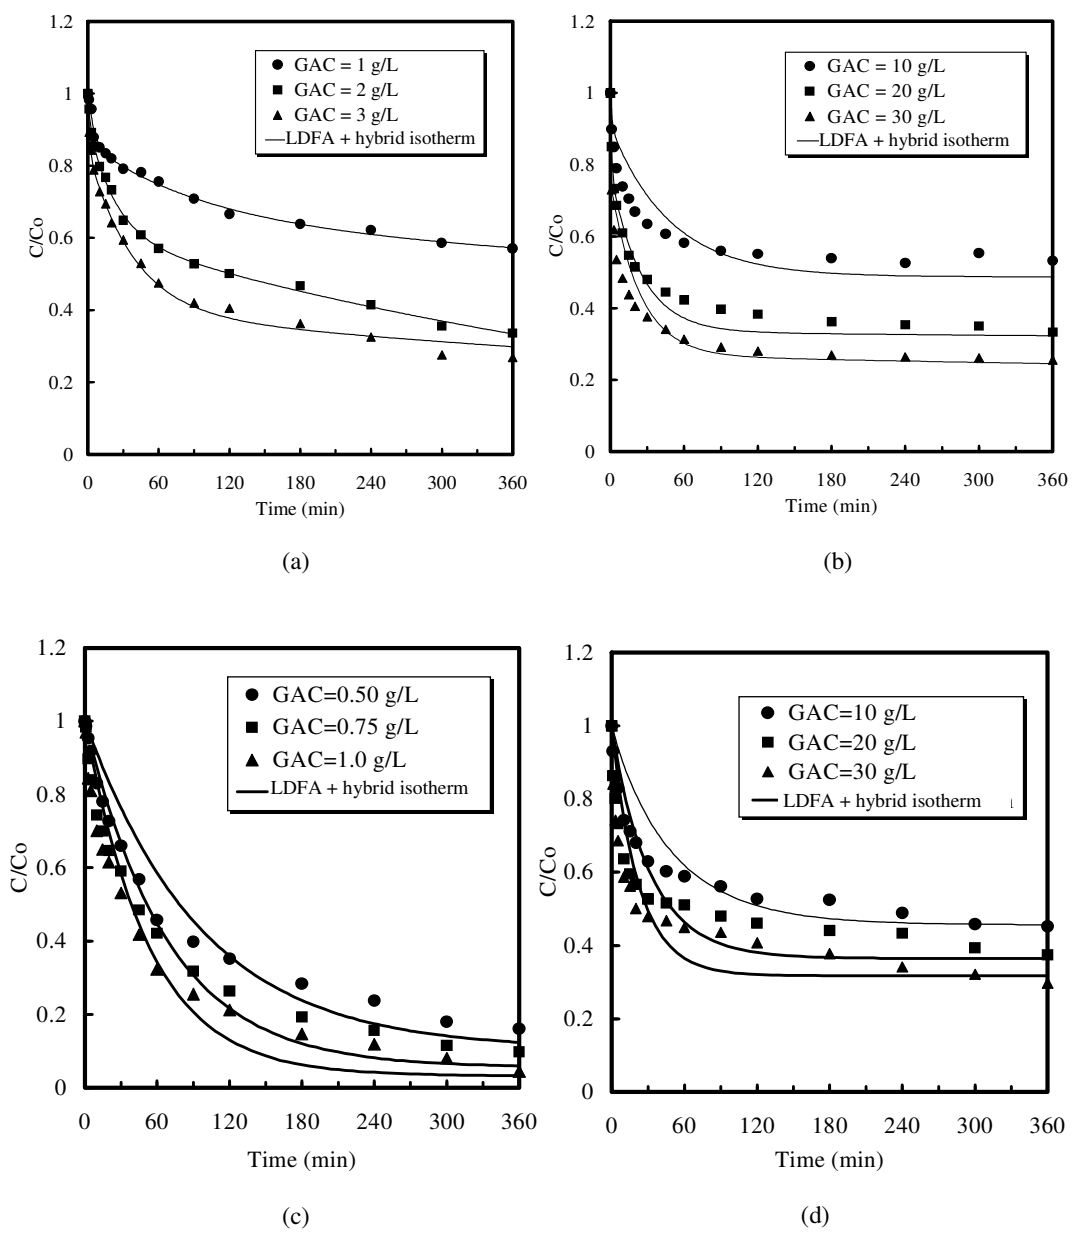 1.2
1
0.8
0.6
0.4
0.2
0
C/Co
GAC = 1 g/L
GAC = 2 g/L
GAC = 3 g/L
LDFA + hybrid isotherm
0 60 120 180 240 300 360
Time (min)
(a)
1.2
1
0.8
0.6
0.4
0.2
0
C/Co
GAC = 10 g/L
GAC = 20 g/L
GAC = 30 g/L
LDFA + hybrid isotherm
0 60 120 180 240 300 360
Time (min)
(b)
1.2
1
0.8
0.6
0.4
0.2
0
C/Co
GAC=0.50 g/L
GAC=0.75 g/L
GAC=1.0 g/L
LDFA + hybrid isotherm
0 60 120 180 240 300 360
Time (min)
(c)
1.2
1
0.8
0.6
0.4
0.2
0
C/Co
GAC=10 g/L
GAC=20 g/L
GAC=30 g/L
LDFA + hybrid isotherm
0 60 120 180 240 300 360
Time (min)
(d)